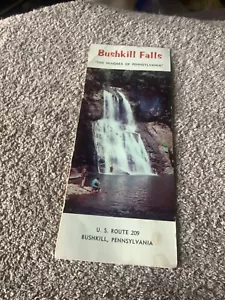 Bushkill Falls
"THE NIAGARA OF PENNSYLVANIA"
U. S. ROUTE 209
BUSHKILL, PENNSYLVANIA